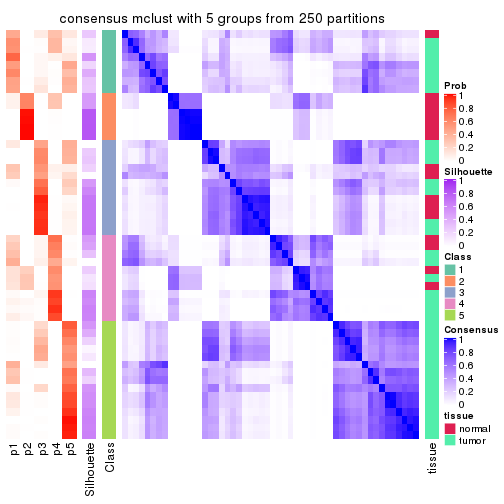 consensus mclust with 5 groups from 250 partitions
Prob
1
0.8
0.6
0.4
0.2
0
Silhouette
1
0.8
0.6
0.4
0.2
0
Class
1
2
3
4
5
Consensus
1
0.8
0.6
0.4
0.2
0
tissue
normal
tumor
p1
p2
p3
p4
p5
Silhouette
Class
tissue